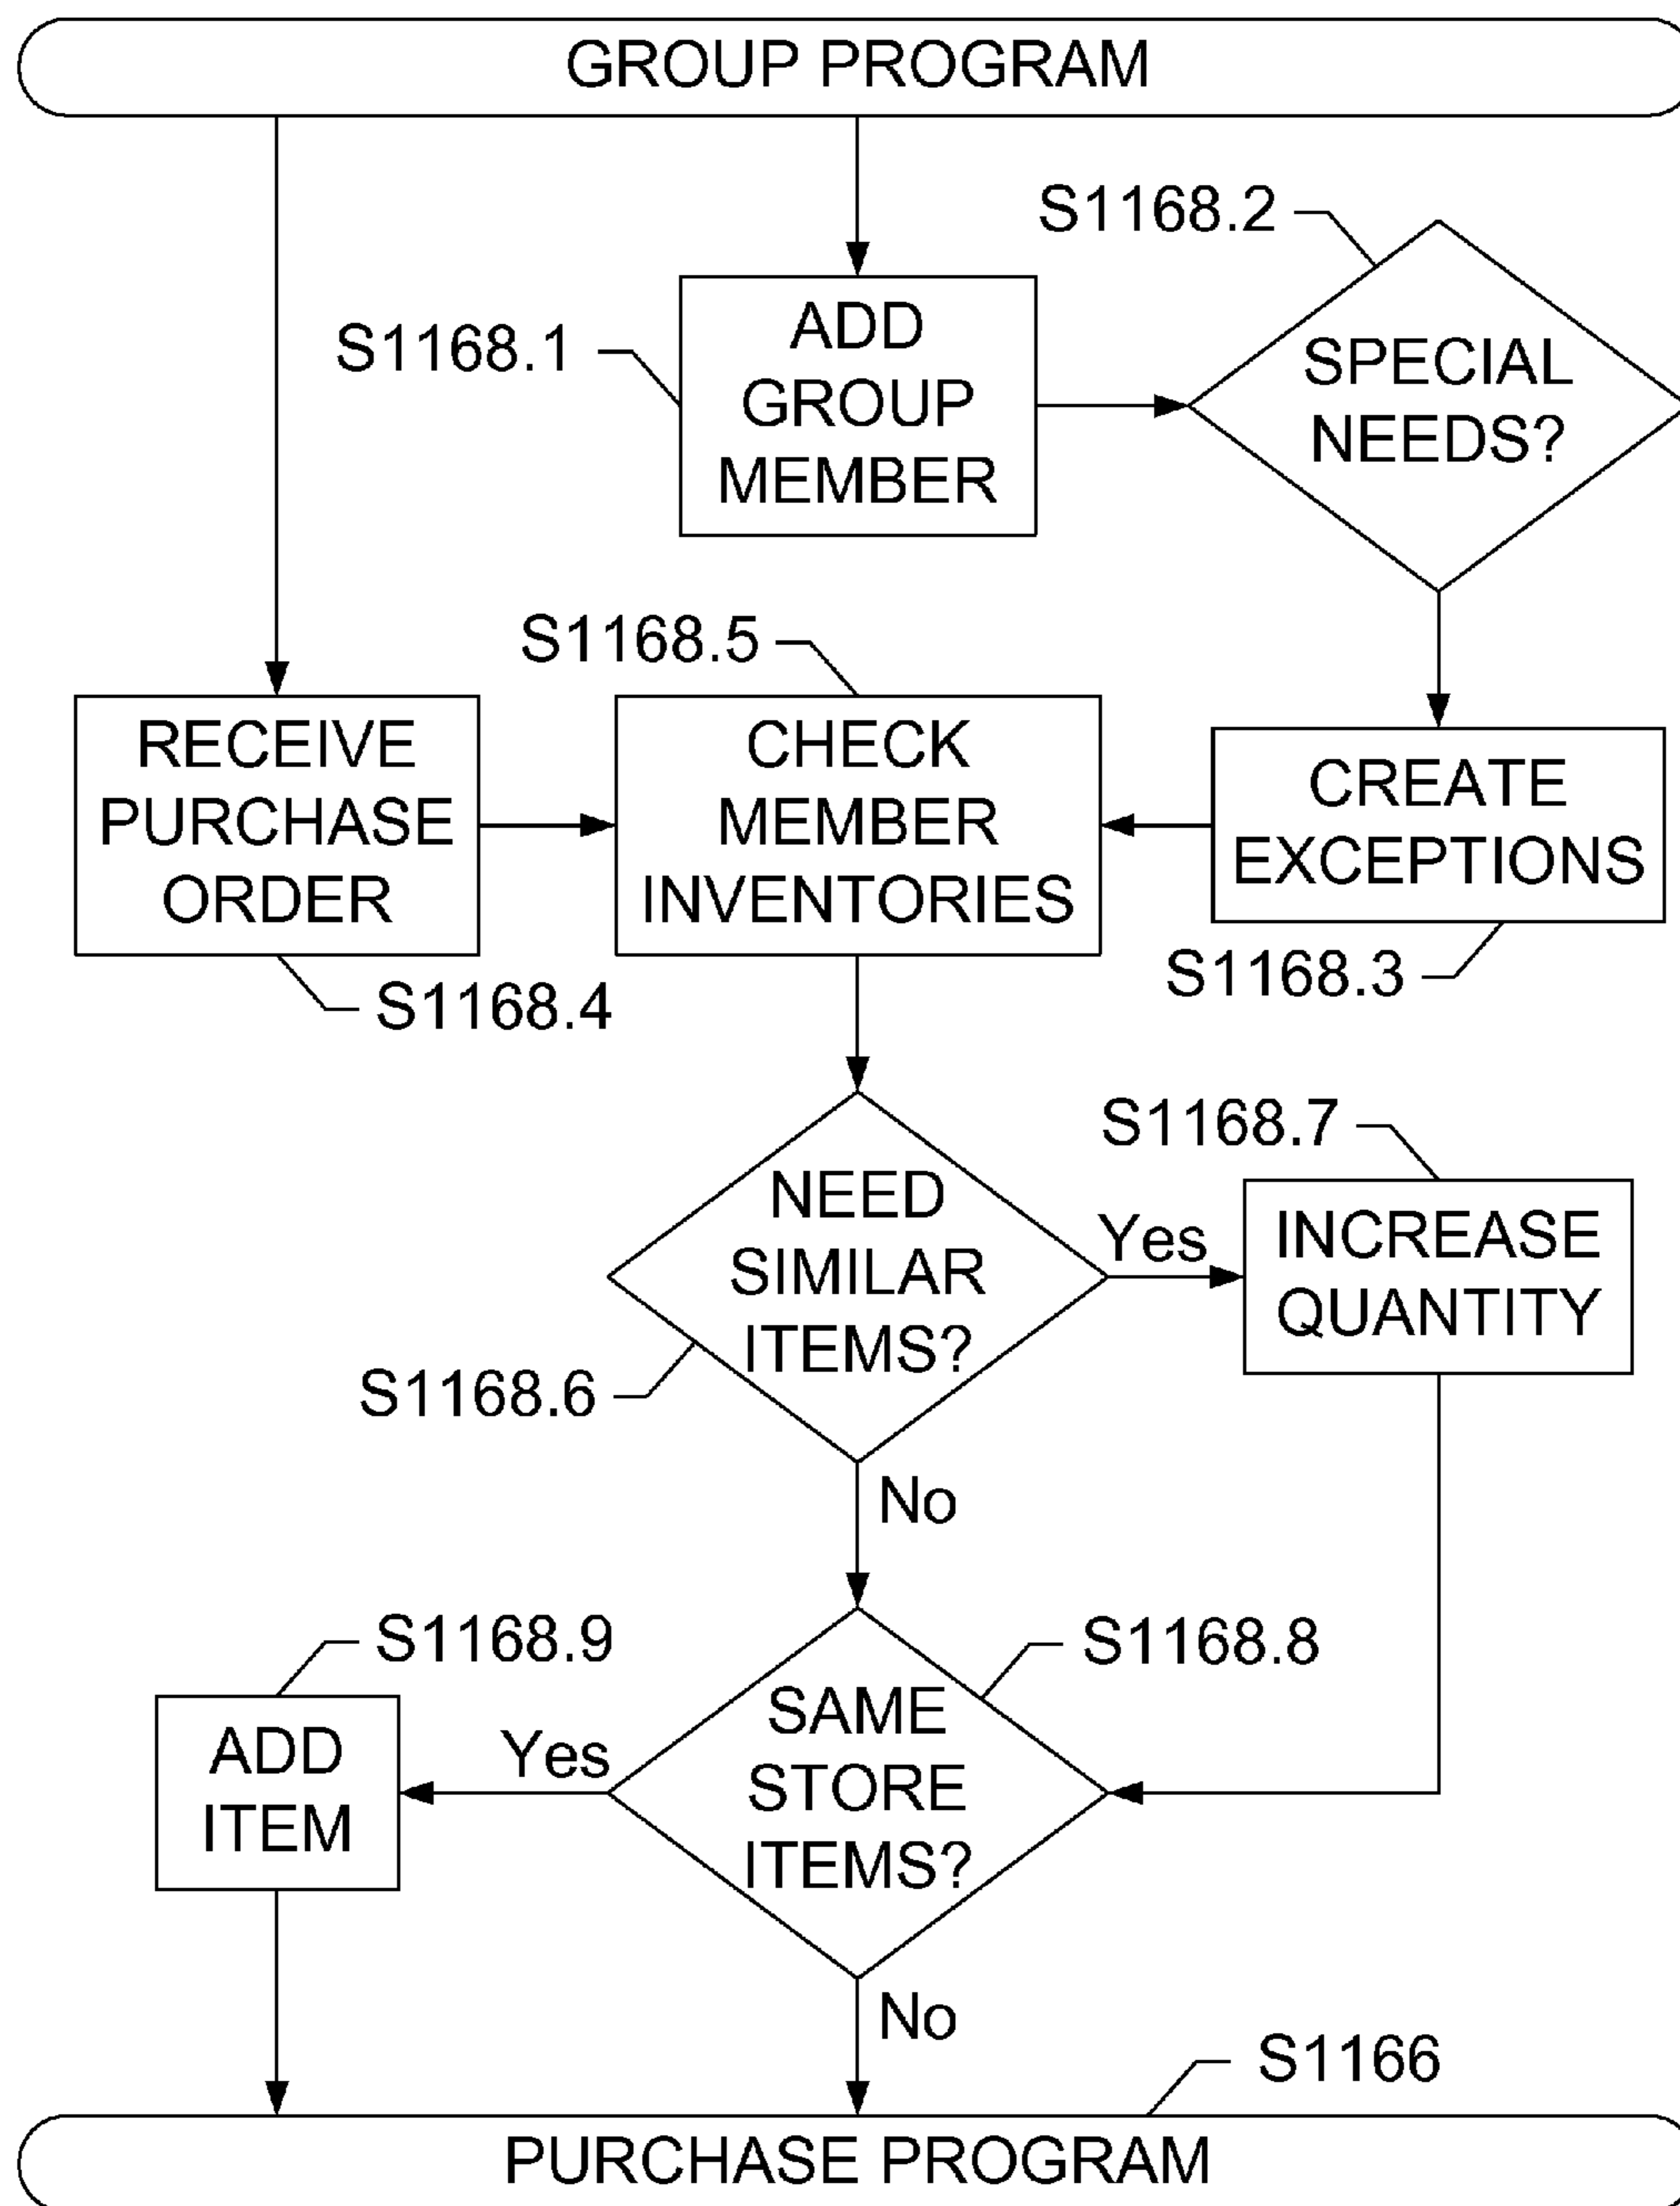 GROUP PROGRAM
S1168.2
S1168.1
ADD
GROUP
MEMBER
SPECIAL
NEEDS?
S1168.5
RECEIVE
PURCHASE
ORDER
CHECK
MEMBER
INVENTORIES
CREATE
EXCEPTIONS
S1168.4
S1168.3
S1168.7
NEED
SIMILAR
ITEMS?
Yes
INCREASE
QUANTITY
S1168.6
No
S1168.9
S1168.8
ADD
ITEM
Yes
SAME
STORE
ITEMS?
No
S1166
PURCHASE PROGRAM